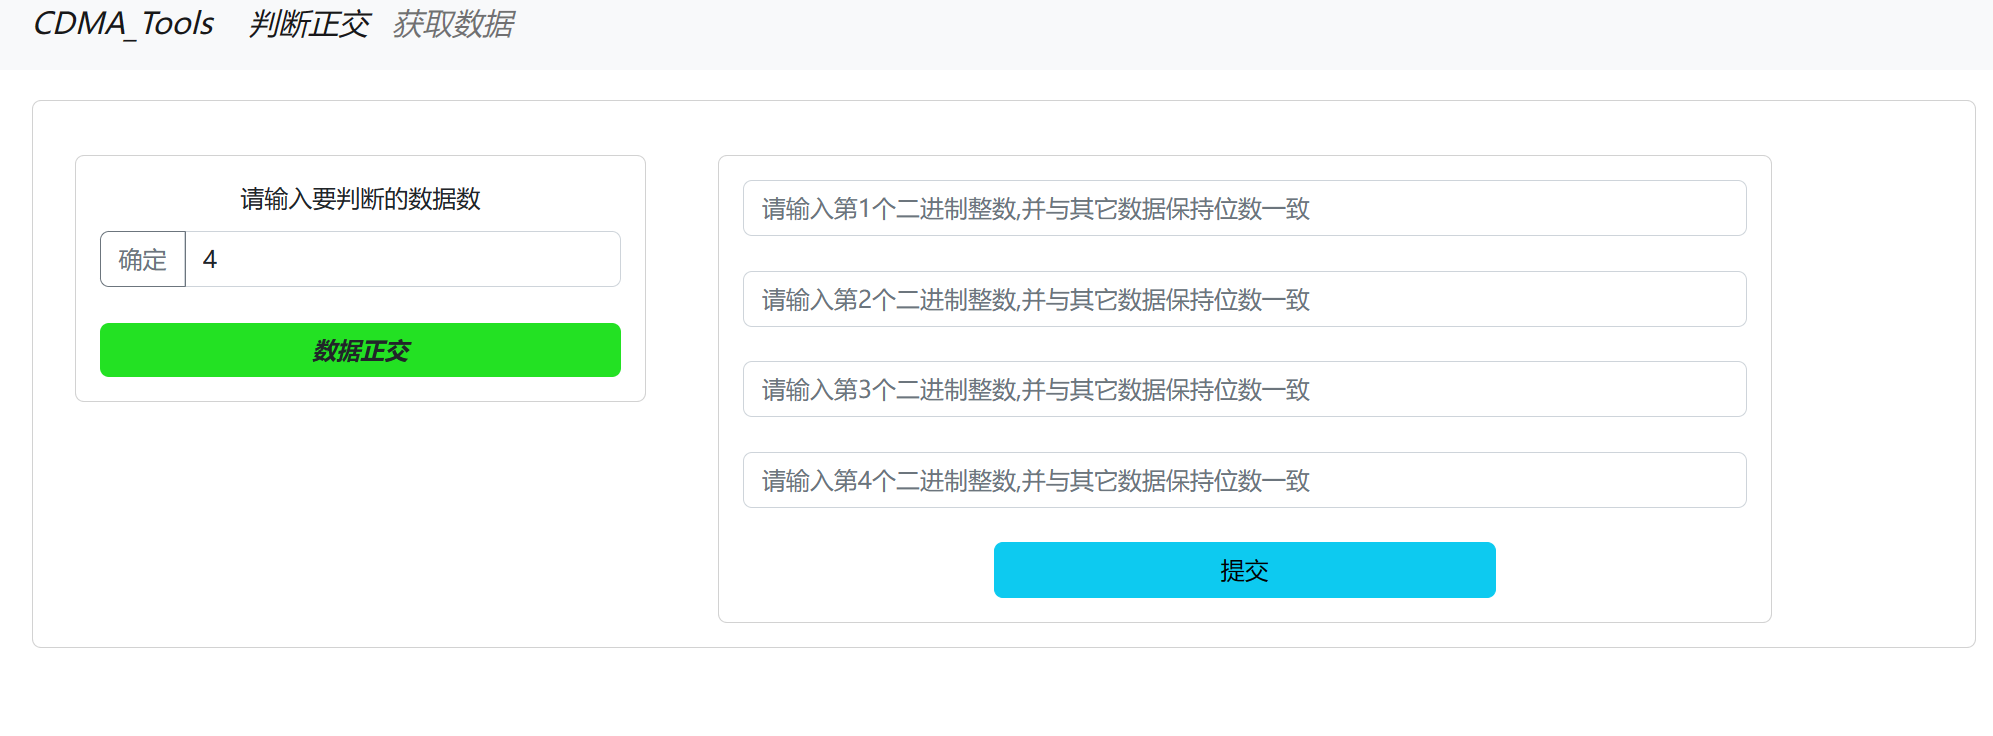 CDMA_Tools 判断正交 获取数据
请输入要判断的数据数
确定 4
数据正交
请输入第1个二进制整数,并与其它数据保持位数一致
请输入第2个二进制整数,并与其它数据保持位数一致
请输入第3个二进制整数,并与其它数据保持位数一致
请输入第4个二进制整数,并与其它数据保持位数一致
提交